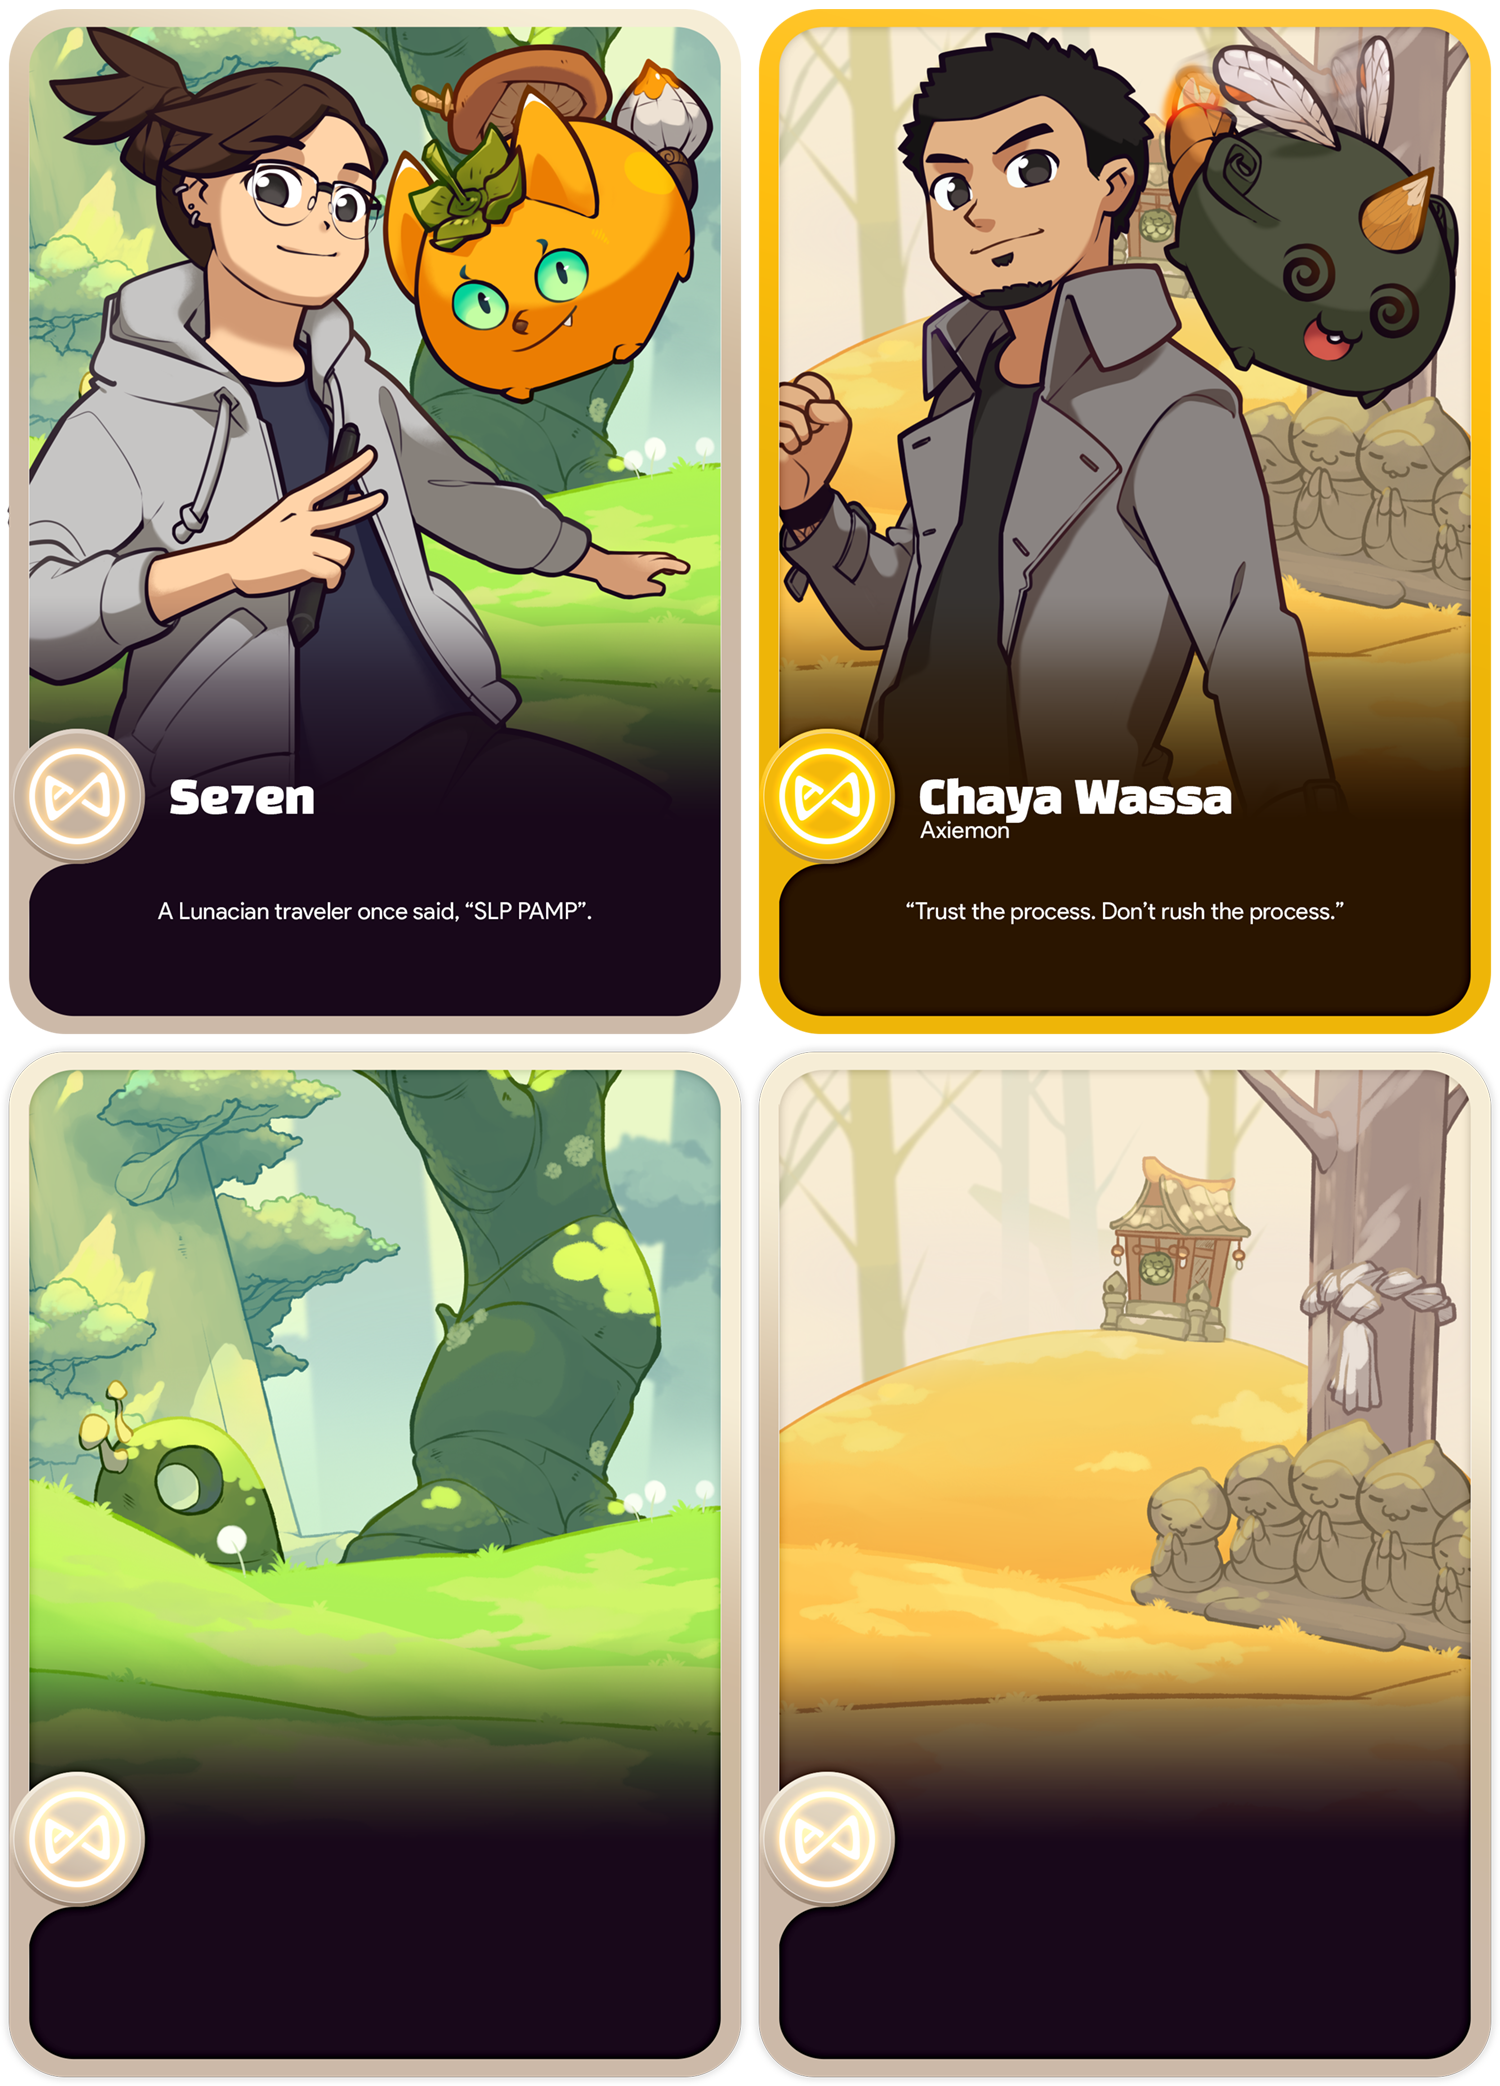 Se7en
A Lunacian traveler once said, “SLP PAMP”.
Chaya Wassa
Axiemon
“Trust the process. Don’t rush the process.”